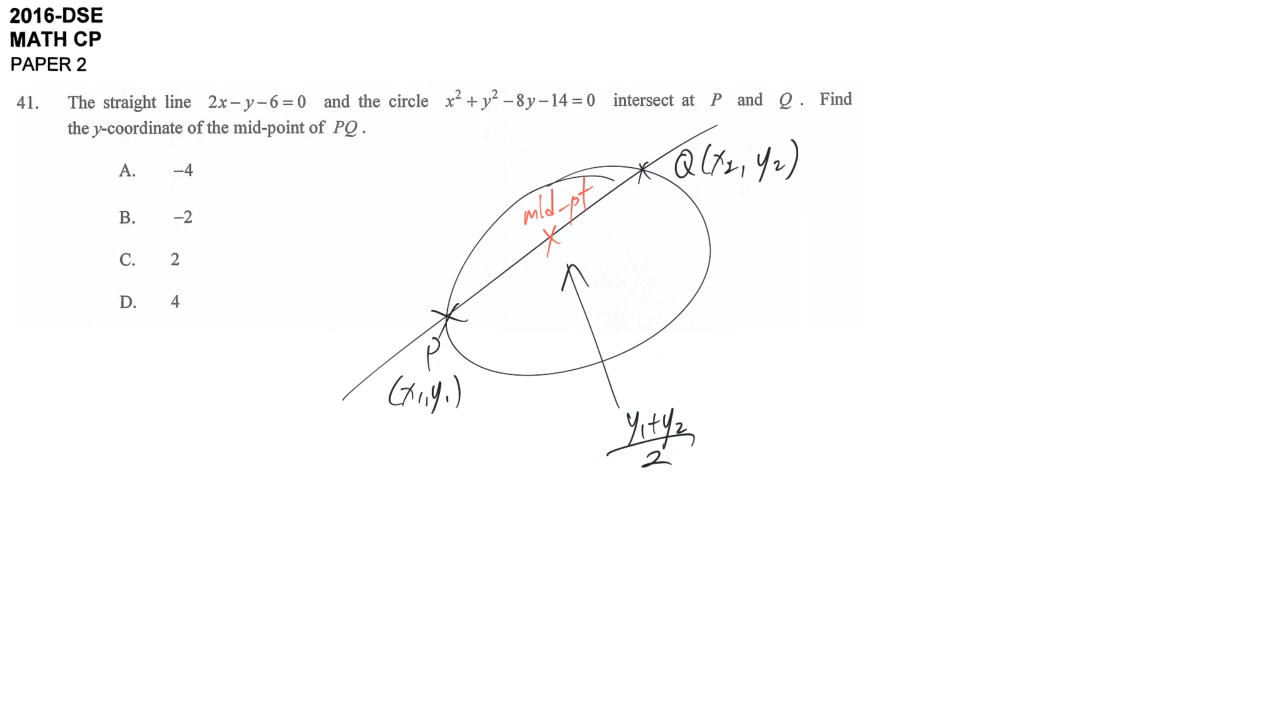 2016-DSE
MATH CP
PAPER 2
41. The straight line 2x−y−6=0 and the circle x²+y²−8y−14=0 intersect at P and Q. Find
the y-coordinate of the mid-point of PQ.
A. −4
B. −2
C. 2
D. 4
Q(x₂, y₂)
mid-pt
P
(x₁, y₁)
y₁+y₂
2